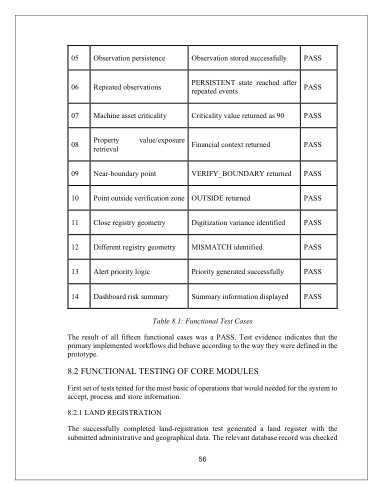 05 Observation persistence Observation stored successfully PASS
06 Repeated observations PERSISTENT state reached after repeated events PASS
07 Machine asset criticality Criticality value returned as 90 PASS
08 Property value/exposure retrieval Financial context returned PASS
09 Near-boundary point VERIFY_BOUNDARY returned PASS
10 Point outside verification zone OUTSIDE returned PASS
11 Close registry geometry Digitization variance identified PASS
12 Different registry geometry MISMATCH identified PASS
13 Alert priority logic Priority generated successfully PASS
14 Dashboard risk summary Summary information displayed PASS
Table 8.1: Functional Test Cases
The result of all fifteen functional cases was a PASS. Test evidence indicates that the
primary implemented workflows did behave according to the way they were defined in the
prototype.
8.2 FUNCTIONAL TESTING OF CORE MODULES
First set of tests tested for the most basic of operations that would needed for the system to
accept, process and store information.
8.2.1 LAND REGISTRATION
The successfully completed land-registration test generated a land register with the
submitted administrative and geographical data. The relevant database record was checked
56